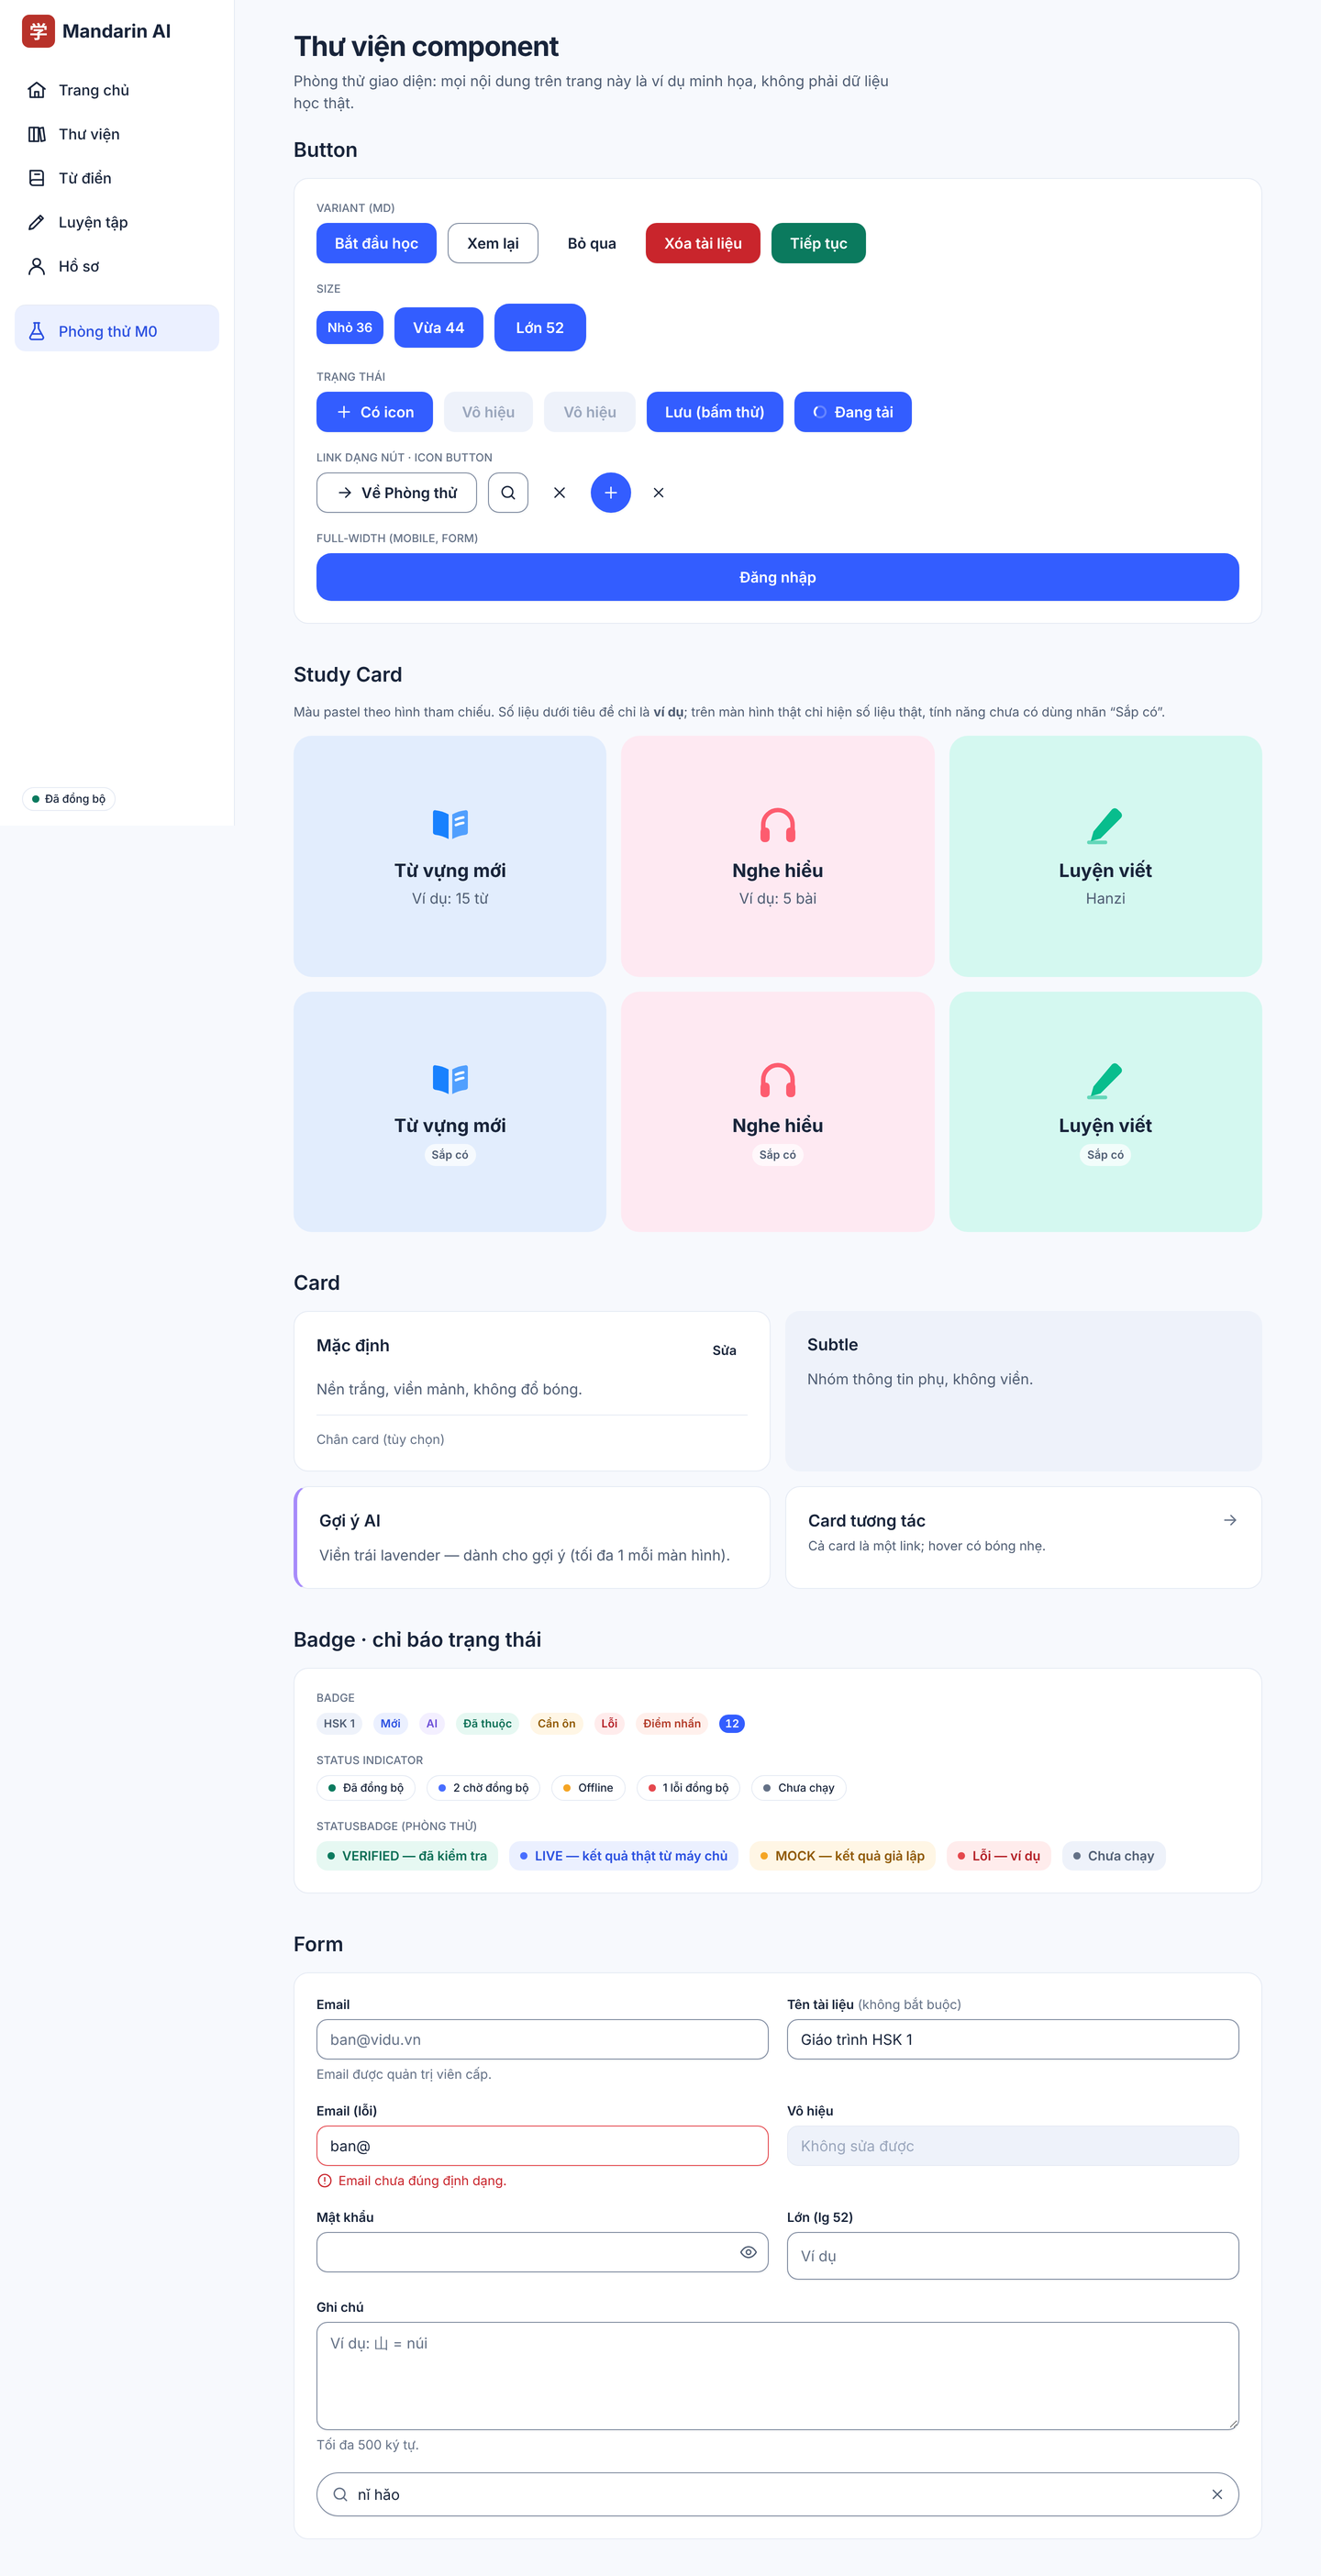 学 Mandarin AI
Trang chủ
Thư viện
Từ điển
Luyện tập
Hồ sơ
Phòng thử M0
Đã đồng bộ
Thư viện component
Phòng thử giao diện: mọi nội dung trên trang này là ví dụ minh họa, không phải dữ liệu
học thật.
Button
VARIANT (MD)
Bắt đầu học Xem lại Bỏ qua Xóa tài liệu Tiếp tục
SIZE
Nhỏ 36 Vừa 44 Lớn 52
TRẠNG THÁI
Có icon Vô hiệu Vô hiệu Lưu (bấm thử) Đang tải
LINK DẠNG NÚT · ICON BUTTON
Về Phòng thử
FULL-WIDTH (MOBILE, FORM)
Đăng nhập
Study Card
Màu pastel theo hình tham chiếu. Số liệu dưới tiêu đề chỉ là ví dụ; trên màn hình thật chỉ hiện số liệu thật, tính năng chưa có dùng nhãn “Sắp có”.
Từ vựng mới
Ví dụ: 15 từ
Nghe hiểu
Ví dụ: 5 bài
Luyện viết
Hanzi
Từ vựng mới
Sắp có
Nghe hiểu
Sắp có
Luyện viết
Sắp có
Card
Mặc định
Sửa
Nền trắng, viền mảnh, không đổ bóng.
Chân card (tùy chọn)
Subtle
Nhóm thông tin phụ, không viền.
Gợi ý AI
Viền trái lavender — dành cho gợi ý (tối đa 1 mỗi màn hình).
Card tương tác
Cả card là một link; hover có bóng nhẹ.
Badge · chỉ báo trạng thái
BADGE
HSK 1 Mới AI Đã thuộc Cần ôn Lỗi Điểm nhấn 12
STATUS INDICATOR
Đã đồng bộ 2 chờ đồng bộ Offline 1 lỗi đồng bộ Chưa chạy
STATUSBADGE (PHÒNG THỬ)
VERIFIED — đã kiểm tra LIVE — kết quả thật từ máy chủ MOCK — kết quả giả lập Lỗi — ví dụ Chưa chạy
Form
Email
ban@vidu.vn
Email được quản trị viên cấp.
Tên tài liệu (không bắt buộc)
Giáo trình HSK 1
Email (lỗi)
ban@
Email chưa đúng định dạng.
Vô hiệu
Không sửa được
Mật khẩu
Lớn (lg 52)
Ví dụ
Ghi chú
Ví dụ: 山 = núi
Tối đa 500 ký tự.
nǐ hǎo